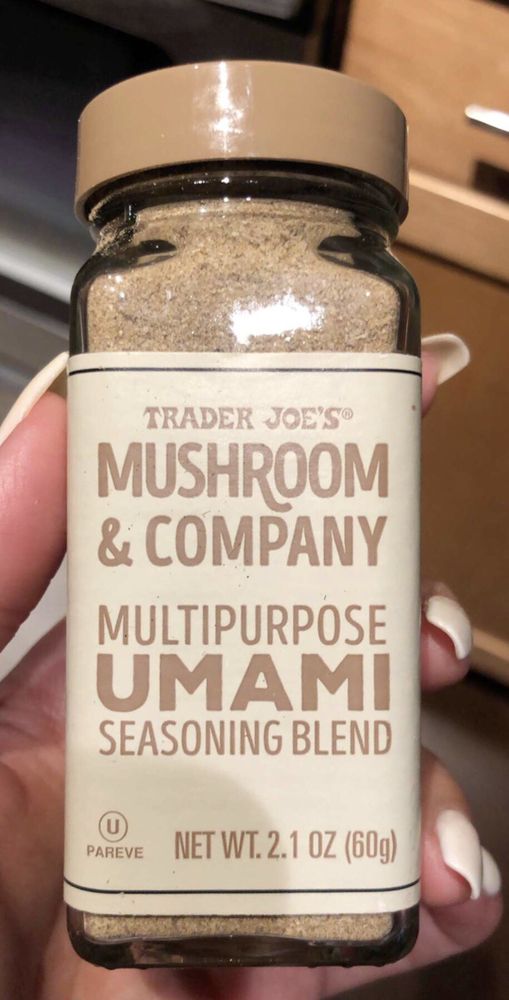 TRADER JOE'S®
MUSHROOM
& COMPANY
MULTIPURPOSE
UMAMI
SEASONING BLEND
U
PAREVE
NET WT. 2.1 OZ (60g)